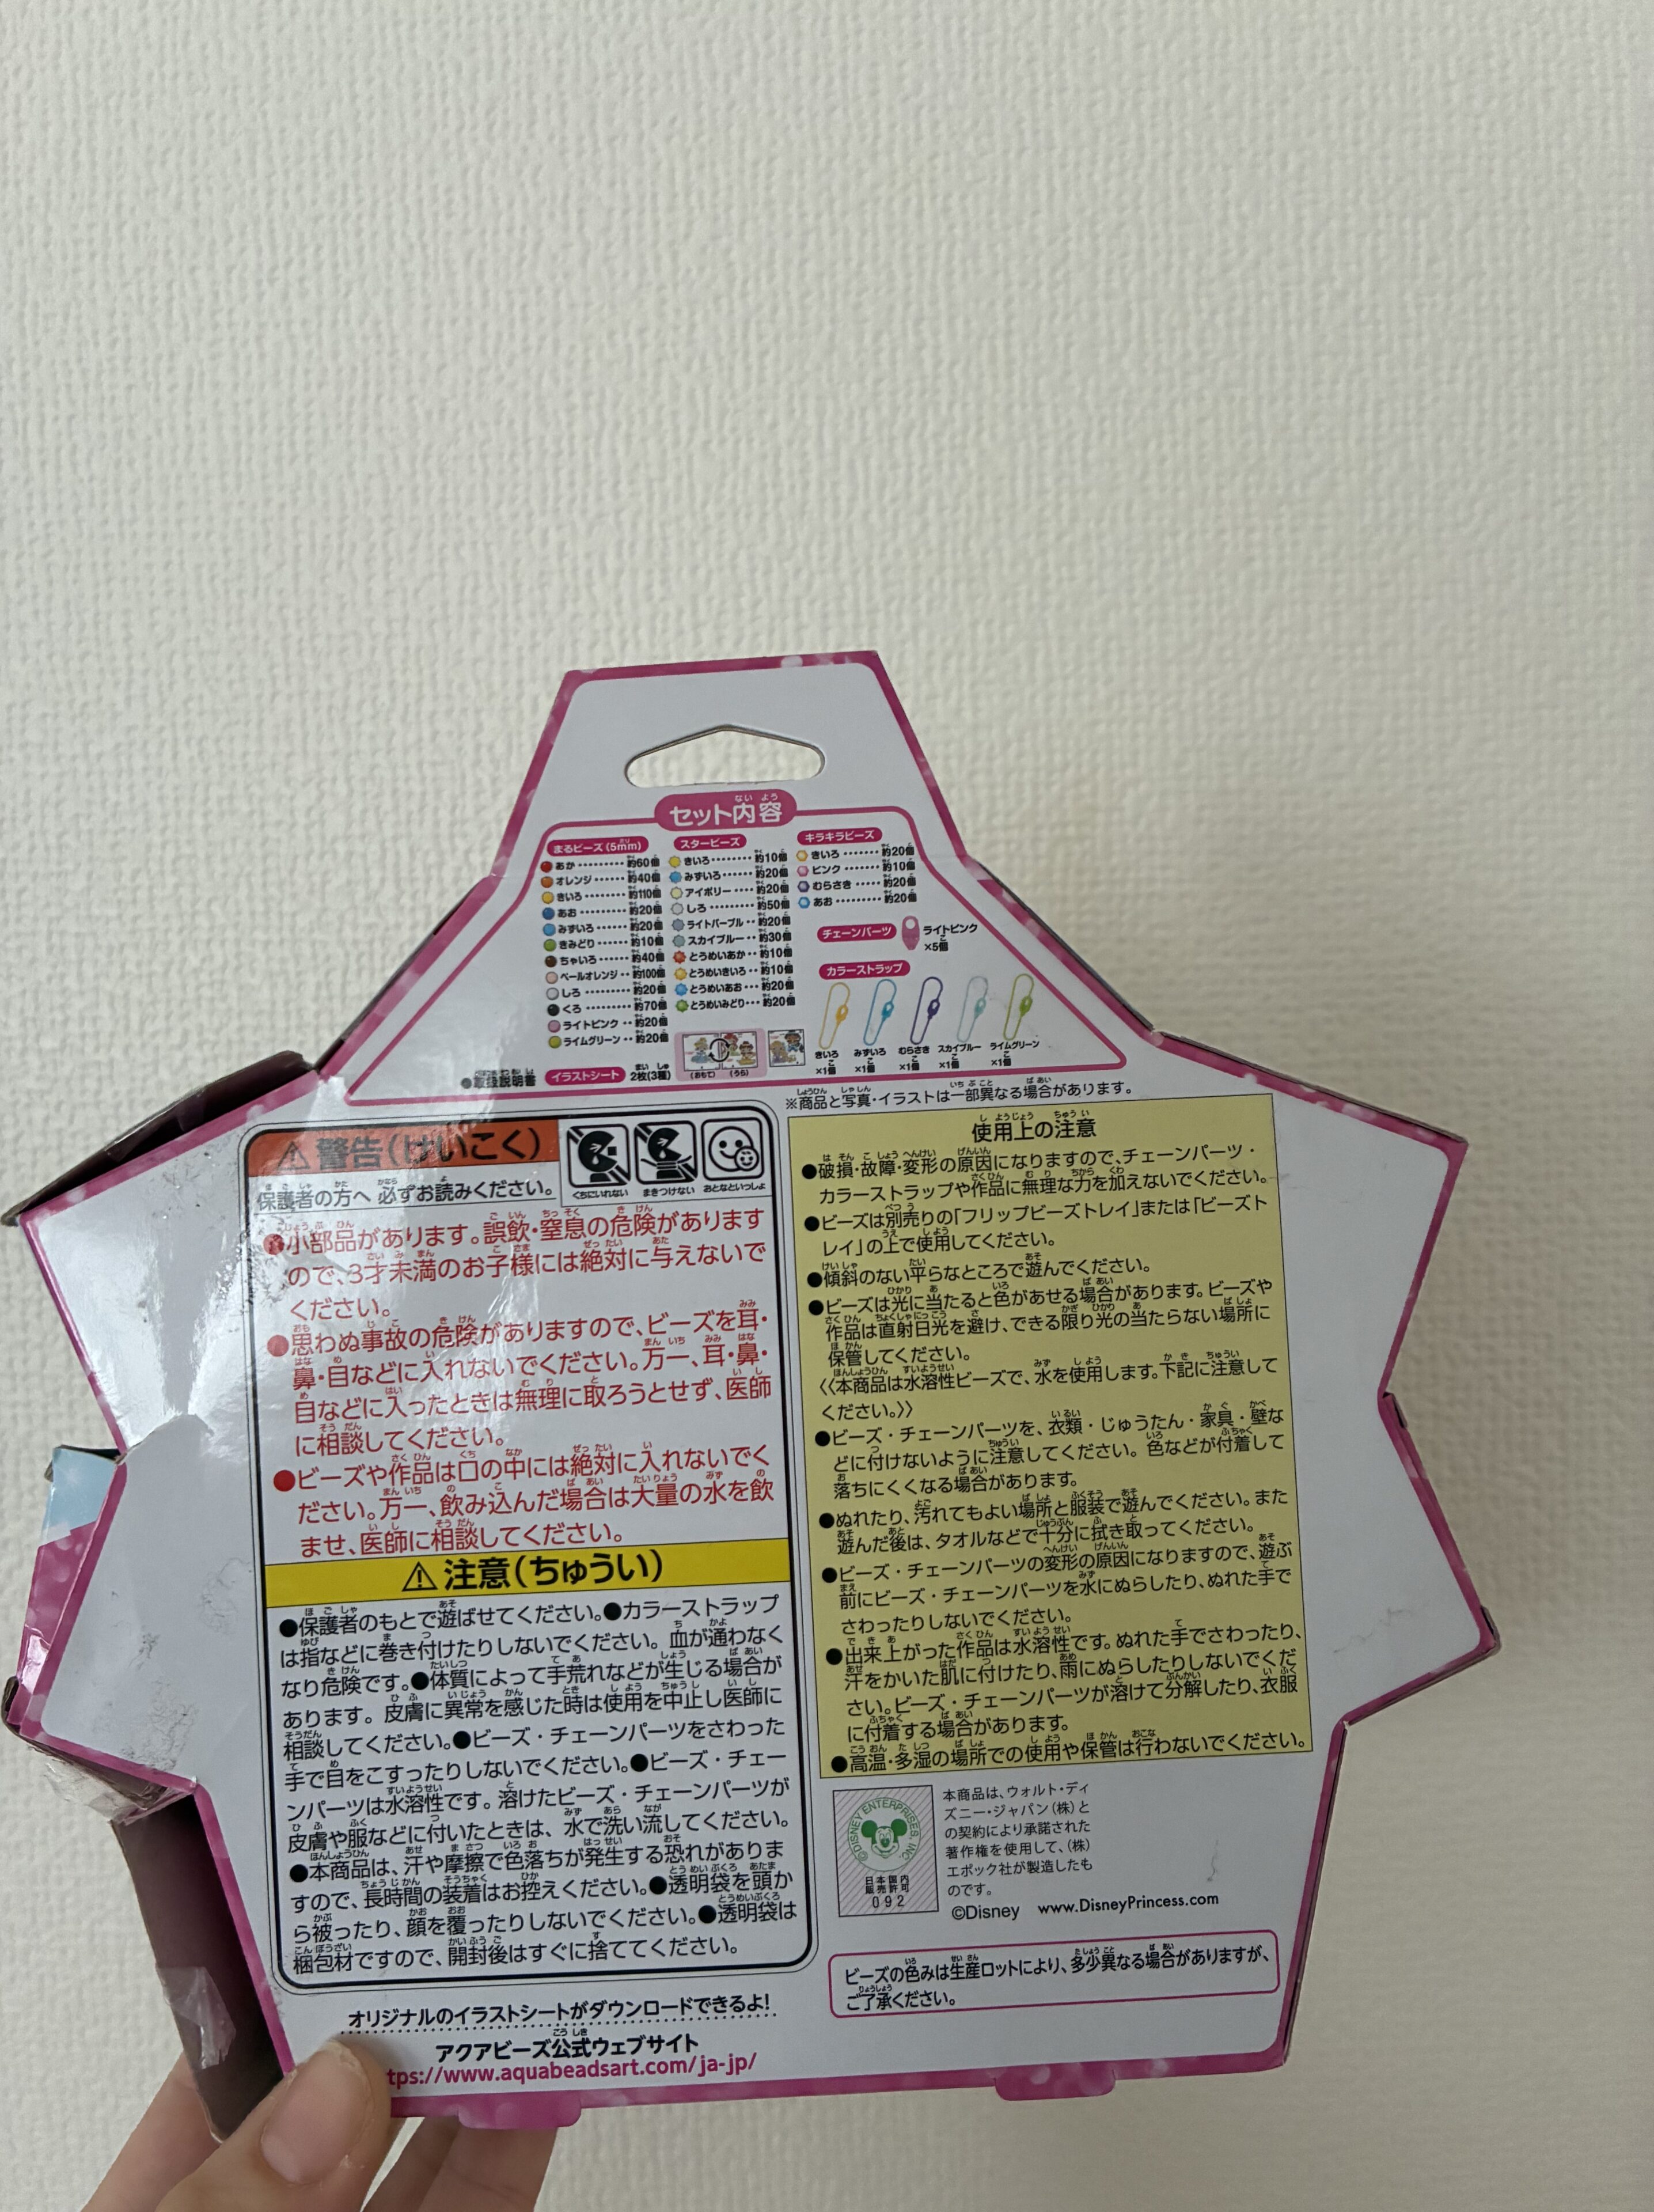 セット内容
まるビーズ(5mm)
あか………約60個
オレンジ……約40個
きいろ………約110個
あお………約20個
みずいろ……約20個
きみどり……約10個
ちゃいろ……約40個
ペールオレンジ‥約100個
しろ………約20個
くろ………約70個
ライトピンク‥約20個
ライムグリーン‥約20個
スタービーズ
きいろ………約10個
みずいろ……約20個
アイボリー……約20個
しろ………約50個
ライトパープル‥約20個
スカイブルー‥約30個
とうめいあか‥約10個
とうめいきいろ‥約10個
とうめいあお…約20個
とうめいみどり…約20個
キラキラビーズ
きいろ……約20個
ピンク……約10個
むらさき……約20個
あお………約20個
チェーンパーツ
ライトピンク
×5個
カラーストラップ
きいろ ×1個
みずいろ ×1個
むらさき ×1個
スカイブルー ×1個
ライムグリーン ×1個
●取扱説明書
イラストシート 2枚(3種)
(おもて) (うら)
※商品と写真・イラストは一部異なる場合があります。
警告(けいこく)
保護者の方へ 必ずお読みください。
くちにいれない まきつけない おとなといっしょ
●小部品があります。誤飲・窒息の危険があります
ので、3才未満のお子様には絶対に与えないで
ください。
●思わぬ事故の危険がありますので、ビーズを耳・
鼻・目などに入れないでください。万一、耳・鼻・
目などに入ったときは無理に取ろうとせず、医師
に相談してください。
●ビーズや作品は口の中には絶対に入れないでく
ださい。万一、飲み込んだ場合は大量の水を飲
ませ、医師に相談してください。
注意(ちゅうい)
●保護者のもとで遊ばせてください。●カラーストラップ
は指などに巻き付けたりしないでください。血が通わなく
なり危険です。●体質によって手荒れなどが生じる場合が
あります。皮膚に異常を感じた時は使用を中止し医師に
相談してください。●ビーズ・チェーンパーツをさわった
手で目をこすったりしないでください。●ビーズ・チェー
ンパーツは水溶性です。溶けたビーズ・チェーンパーツが
皮膚や服などに付いたときは、水で洗い流してください。
●本商品は、汗や摩擦で色落ちが発生する恐れがありま
すので、長時間の装着はお控えください。●透明袋を頭か
ら被ったり、顔を覆ったりしないでください。●透明袋は
梱包材ですので、開封後はすぐに捨ててください。
オリジナルのイラストシートがダウンロードできるよ!
アクアビーズ公式ウェブサイト
tps://www.aquabeadsart.com/ja-jp/
使用上の注意
●破損・故障・変形の原因になりますので、チェーンパーツ・
カラーストラップや作品に無理な力を加えないでください。
●ビーズは別売りの「フリップビーズトレイ」または「ビーズト
レイ」の上で使用してください。
●傾斜のない平らなところで遊んでください。
●ビーズは光に当たると色があせる場合があります。ビーズや
作品は直射日光を避け、できる限り光の当たらない場所に
保管してください。
《本商品は水溶性ビーズで、水を使用します。下記に注意して
ください。》
●ビーズ・チェーンパーツを、衣類・じゅうたん・家具・壁な
どに付けないように注意してください。色などが付着して
落ちにくくなる場合があります。
●ぬれたり、汚れてもよい場所と服装で遊んでください。また
遊んだ後は、タオルなどで十分に拭き取ってください。
●ビーズ・チェーンパーツの変形の原因になりますので、遊ぶ
前にビーズ・チェーンパーツを水にぬらしたり、ぬれた手で
さわったりしないでください。
●出来上がった作品は水溶性です。ぬれた手でさわったり、
汗をかいた肌に付けたり、雨にぬらしたりしないでくだ
さい。ビーズ・チェーンパーツが溶けて分解したり、衣服
に付着する場合があります。
●高温・多湿の場所での使用や保管は行わないでください。
©DISNEY ENTERPRISES, INC.
日本国内
販売許可
092
本商品は、ウォルト・ディ
ズニー・ジャパン(株)と
の契約により承諾された
著作権を使用して、(株)
エポック社が製造したも
のです。
©Disney www.DisneyPrincess.com
ビーズの色みは生産ロットにより、多少異なる場合がありますが、
ご了承ください。